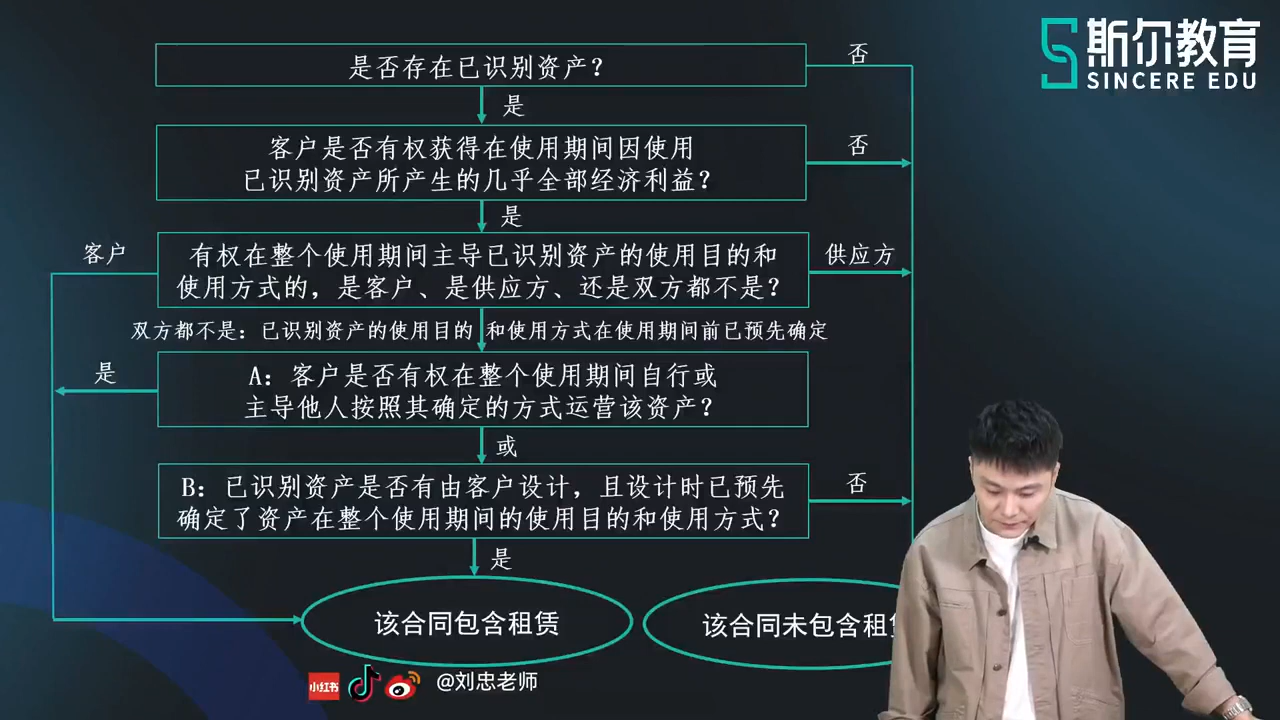 斯尔教育
SINCERE EDU
是否存在已识别资产？
否
是
客户是否有权获得在使用期间因使用
已识别资产所产生的几乎全部经济利益？
否
是
客户
有权在整个使用期间主导已识别资产的使用目的和
使用方式的，是客户、是供应方、还是双方都不是？
供应方
双方都不是：已识别资产的使用目的 和使用方式在使用期间前已预先确定
是
A：客户是否有权在整个使用期间自行或
主导他人按照其确定的方式运营该资产？
或
B：已识别资产是否有由客户设计，且设计时已预先
确定了资产在整个使用期间的使用目的和使用方式？
否
是
该合同包含租赁
该合同未包含租
小红书
@刘忠老师